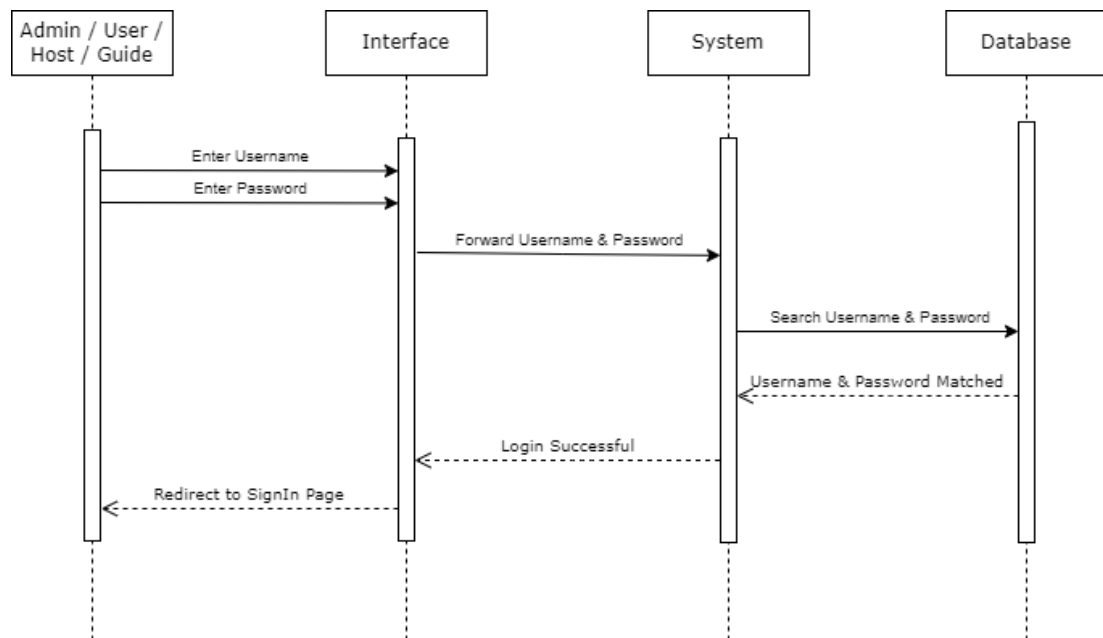 Admin / User /
Host / Guide
Interface
System
Database
Enter Username
Enter Password
Forward Username & Password
Search Username & Password
Username & Password Matched
Login Successful
Redirect to SignIn Page